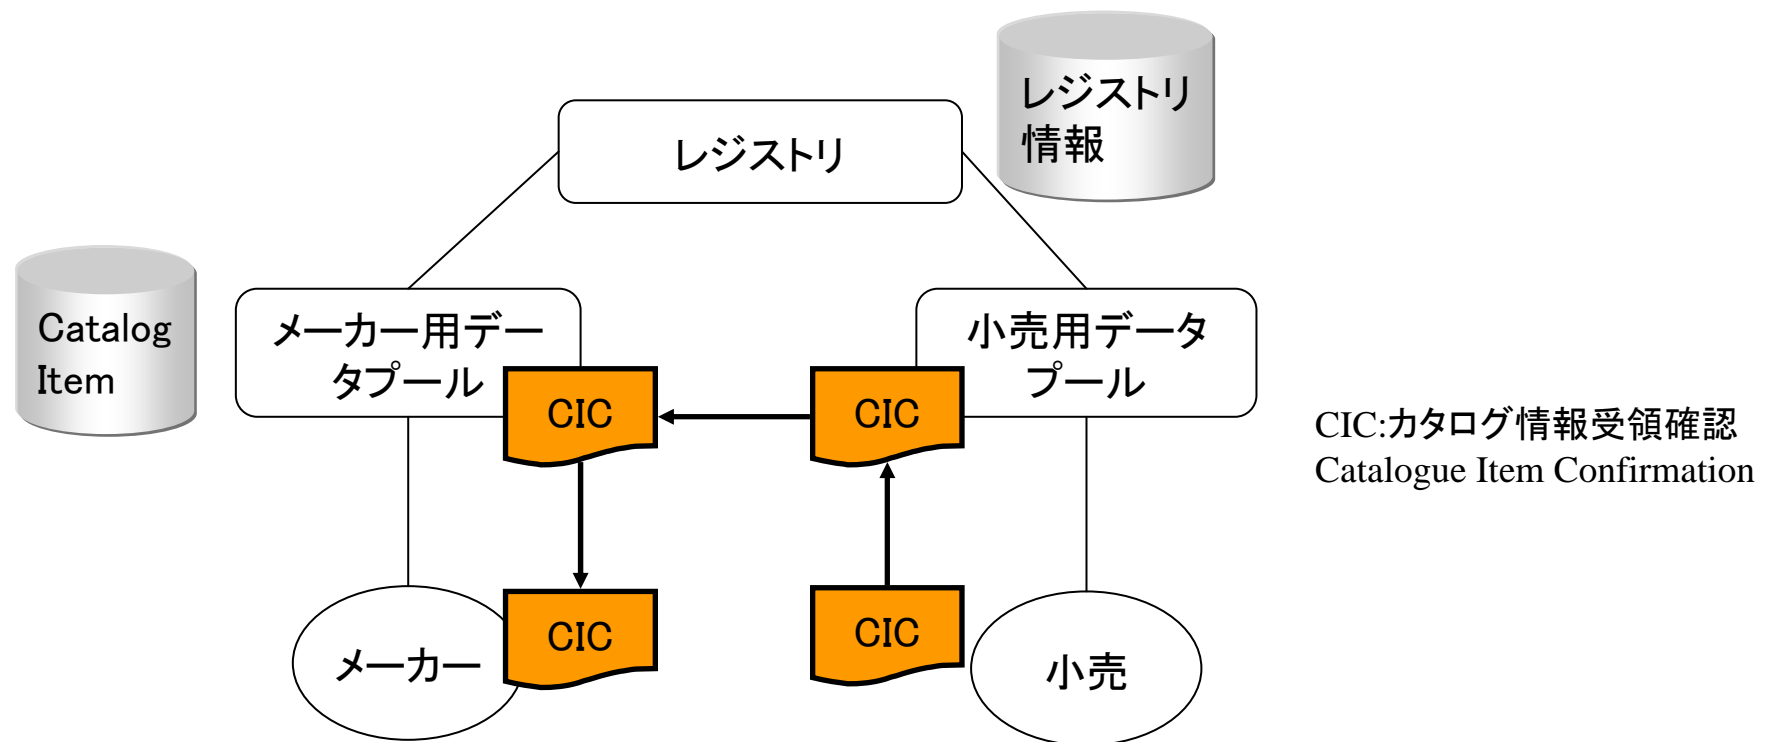 レジストリ
情報
レジストリ
Catalog
Item
メーカー用デー
タプール
小売用データ
プール
CIC
CIC
CIC:カタログ情報受領確認
Catalogue Item Confirmation
メーカー
CIC
CIC
小売